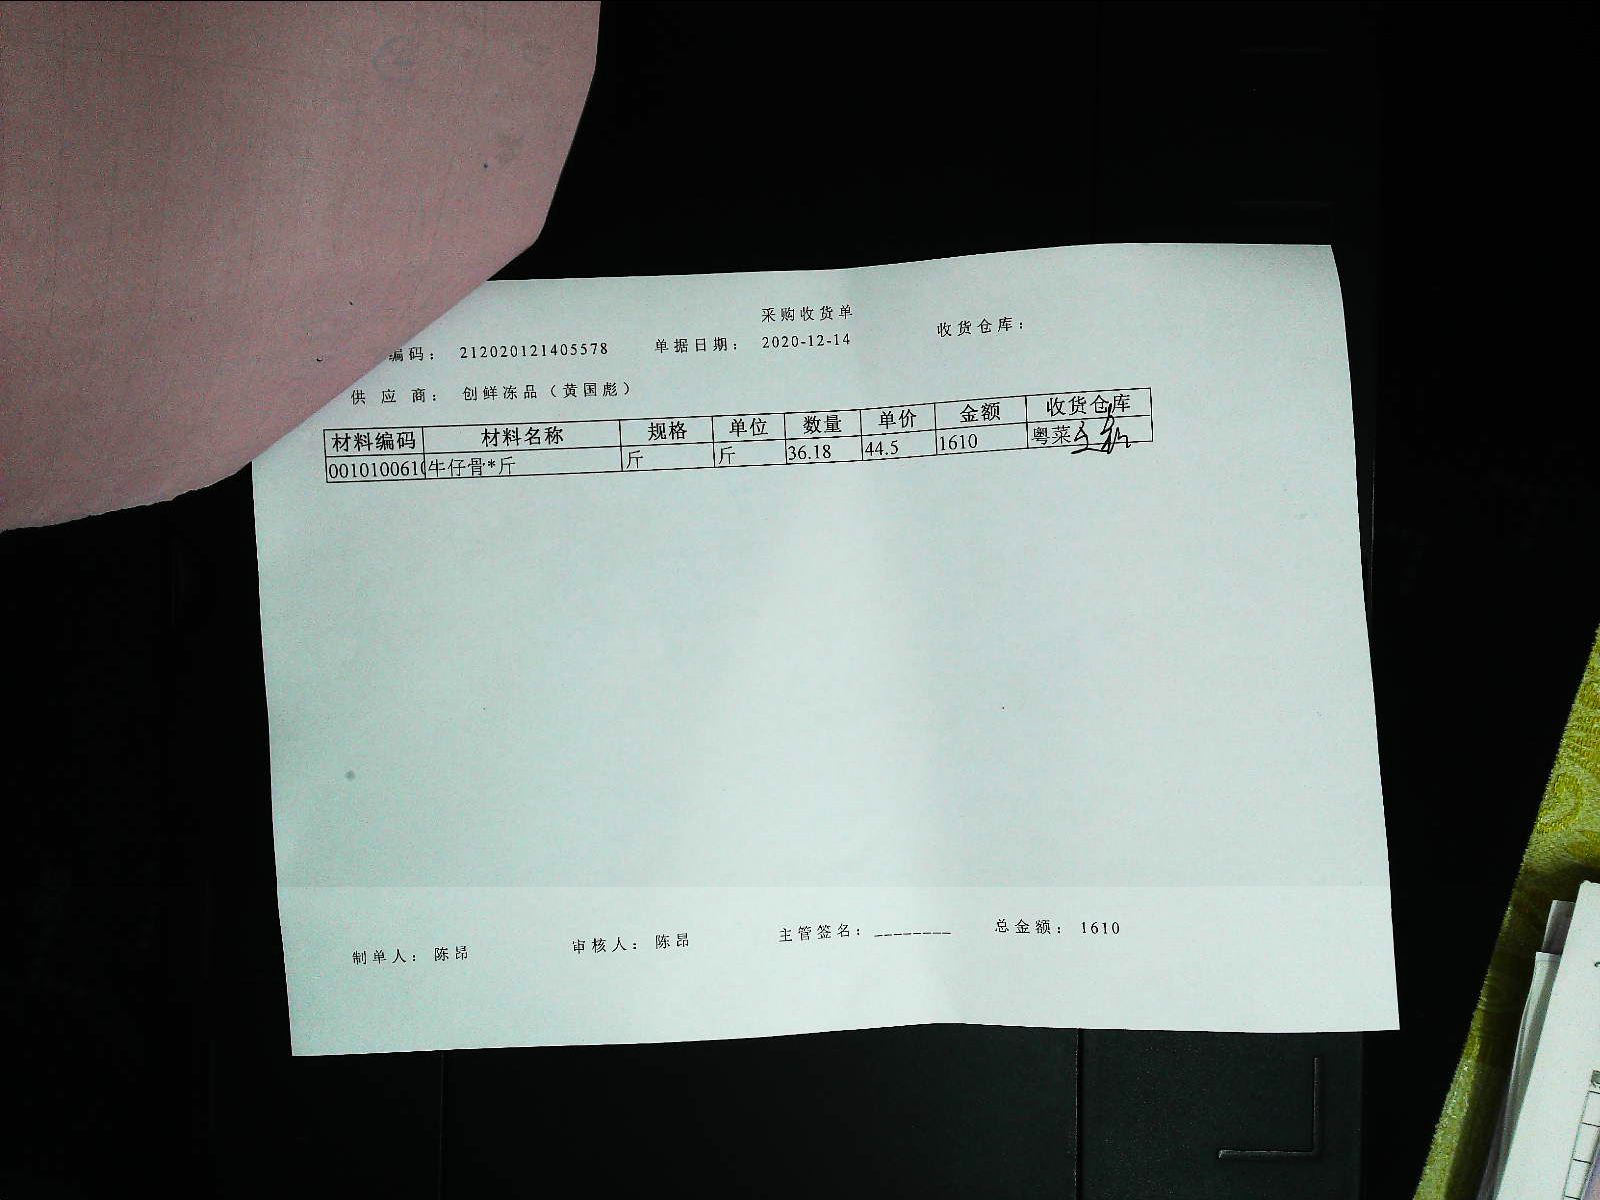 采购收货单
编码：212020121405578 单据日期：2020-12-14 收货仓库：
供应商：创鲜冻品（黄国彪）
材料编码 材料名称 规格 单位 数量 单价 金额 收货仓库
0010100610 牛仔骨*斤 斤 斤 36.18 44.5 1610 粤菜
制单人：陈昂 审核人：陈昂 主管签名：________ 总金额：1610